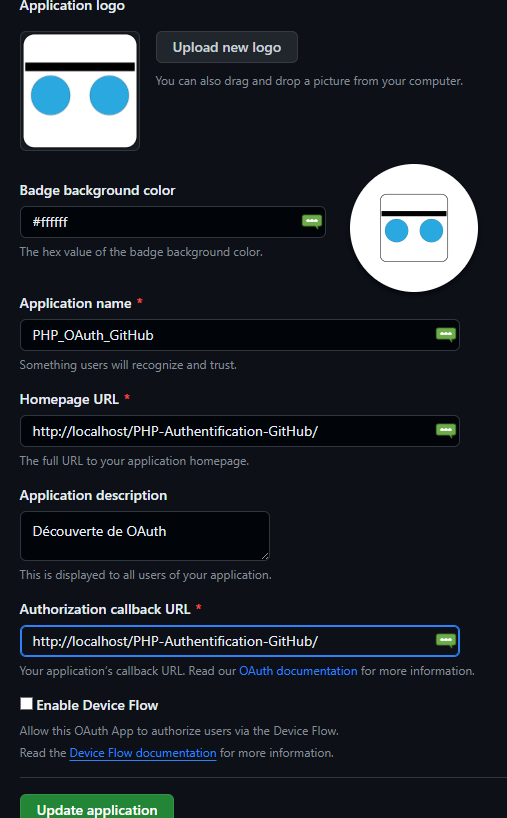 Application logo
Upload new logo
You can also drag and drop a picture from your computer.
Badge background color
#ffffff
The hex value of the badge background color.
Application name *
PHP_OAuth_GitHub
Something users will recognize and trust.
Homepage URL *
http://localhost/PHP-Authentification-GitHub/
The full URL to your application homepage.
Application description
Découverte de OAuth
This is displayed to all users of your application.
Authorization callback URL *
http://localhost/PHP-Authentification-GitHub/
Your application's callback URL. Read our OAuth documentation for more information.
Enable Device Flow
Allow this OAuth App to authorize users via the Device Flow.
Read the Device Flow documentation for more information.
Update application